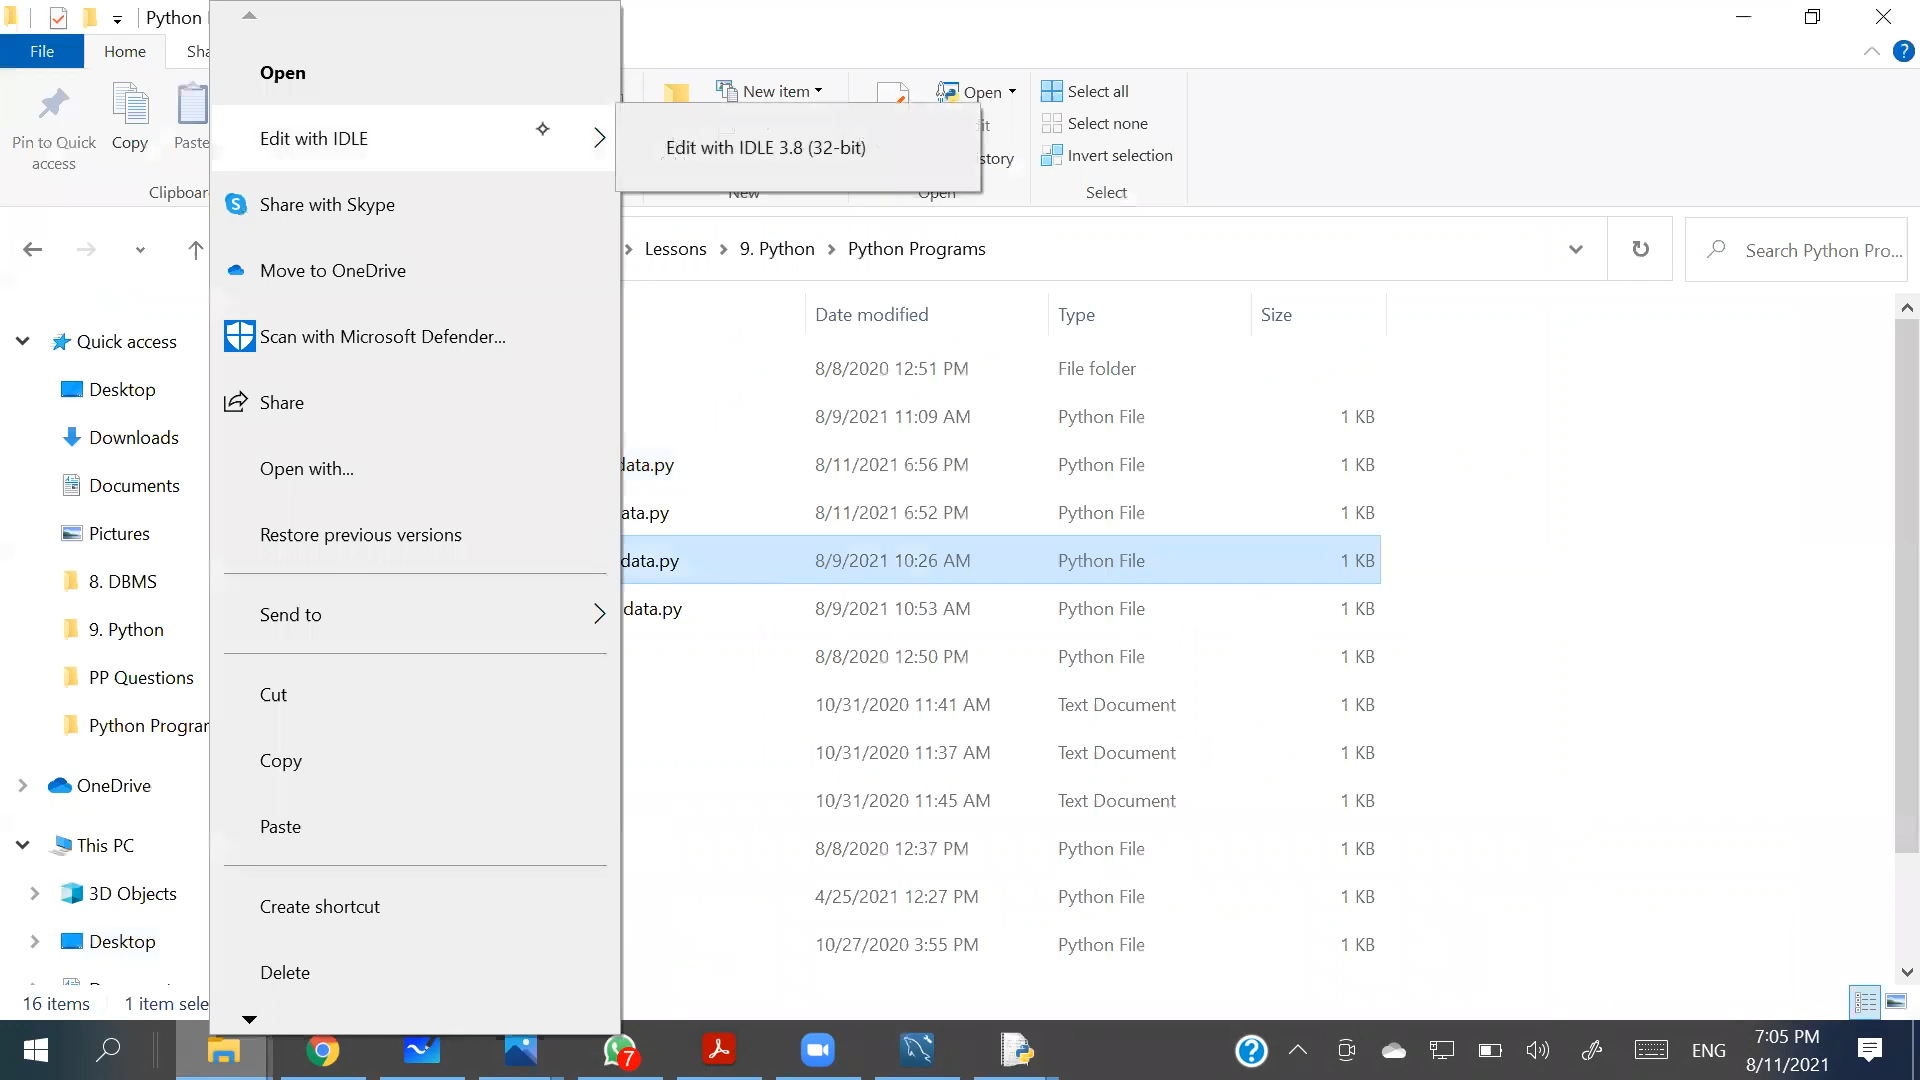 Python
File
Home
Sha
Pin to Quick access
Copy
Paste
Clipboar
New item
New
Open
story
Open
Select all
Select none
Invert selection
Select
Open
Edit with IDLE
Edit with IDLE 3.8 (32-bit)
Share with Skype
Move to OneDrive
Scan with Microsoft Defender...
Share
Open with...
Restore previous versions
Send to
Cut
Copy
Paste
Create shortcut
Delete
Lessons
9. Python
Python Programs
Search Python Pro...
Quick access
Desktop
Downloads
Documents
Pictures
8. DBMS
9. Python
PP Questions
Python Prograr
OneDrive
This PC
3D Objects
Desktop
Date modified Type Size
8/8/2020 12:51 PM File folder
8/9/2021 11:09 AM Python File 1 KB
data.py 8/11/2021 6:56 PM Python File 1 KB
ata.py 8/11/2021 6:52 PM Python File 1 KB
data.py 8/9/2021 10:26 AM Python File 1 KB
data.py 8/9/2021 10:53 AM Python File 1 KB
8/8/2020 12:50 PM Python File 1 KB
10/31/2020 11:41 AM Text Document 1 KB
10/31/2020 11:37 AM Text Document 1 KB
10/31/2020 11:45 AM Text Document 1 KB
8/8/2020 12:37 PM Python File 1 KB
4/25/2021 12:27 PM Python File 1 KB
10/27/2020 3:55 PM Python File 1 KB
16 items 1 item sele
7
ENG
7:05 PM
8/11/2021